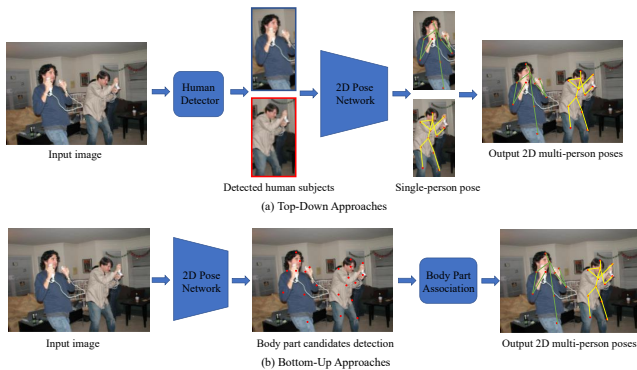 Human
Detector
2D Pose
Network
Input image
Detected human subjects
Single-person pose
Output 2D multi-person poses
(a) Top-Down Approaches
2D Pose
Network
Body Part
Association
Input image
Body part candidates detection
Output 2D multi-person poses
(b) Bottom-Up Approaches